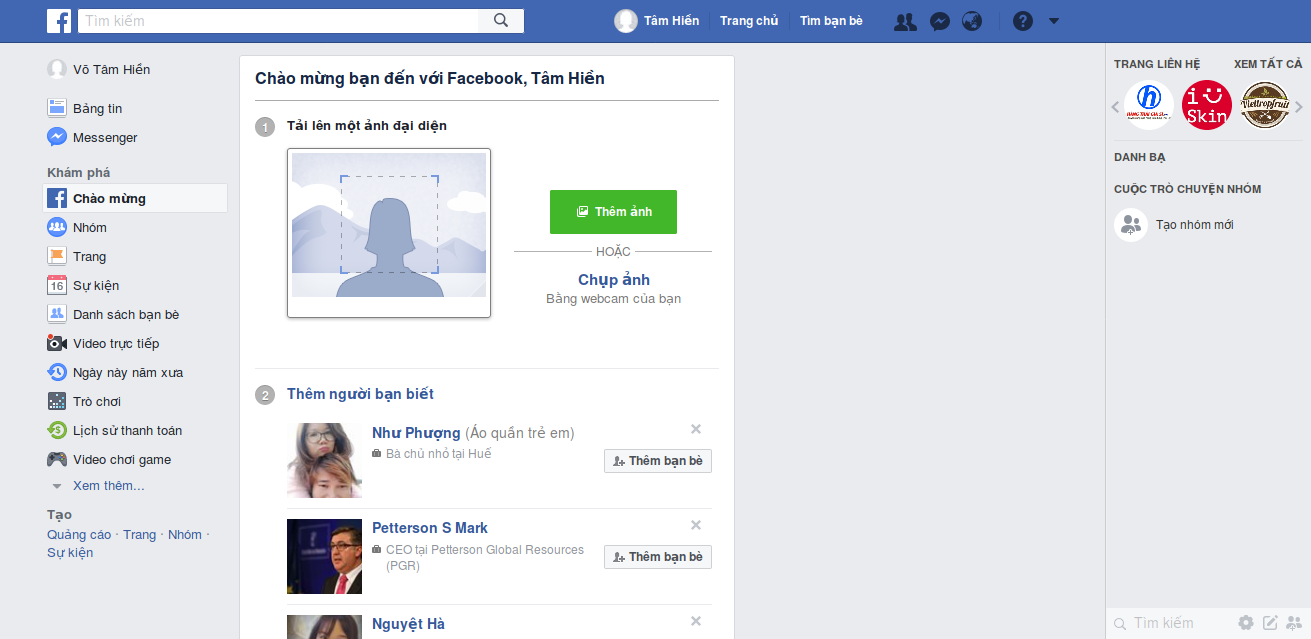 Tìm kiếm
Tâm Hiền
Trang chủ
Tìm bạn bè
Võ Tâm Hiền
Bảng tin
Messenger
Khám phá
Chào mừng
Nhóm
Trang
16
Sự kiện
Danh sách bạn bè
Video trực tiếp
Ngày này năm xưa
Trò chơi
Lịch sử thanh toán
Video chơi game
Xem thêm...
Tạo
Quảng cáo · Trang · Nhóm ·
Sự kiện
Chào mừng bạn đến với Facebook, Tâm Hiền
1
Tải lên một ảnh đại diện
Thêm ảnh
HOẶC
Chụp ảnh
Bằng webcam của bạn
2
Thêm người bạn biết
Như Phượng (Áo quần trẻ em)
Bà chủ nhỏ tại Huế
Thêm bạn bè
Petterson S Mark
CEO tại Petterson Global Resources
(PGR)
Thêm bạn bè
Nguyệt Hà
TRANG LIÊN HỆ
XEM TẤT CẢ
i
Skin
Viettropfruit
DANH BẠ
CUỘC TRÒ CHUYỆN NHÓM
Tạo nhóm mới
Tìm kiếm